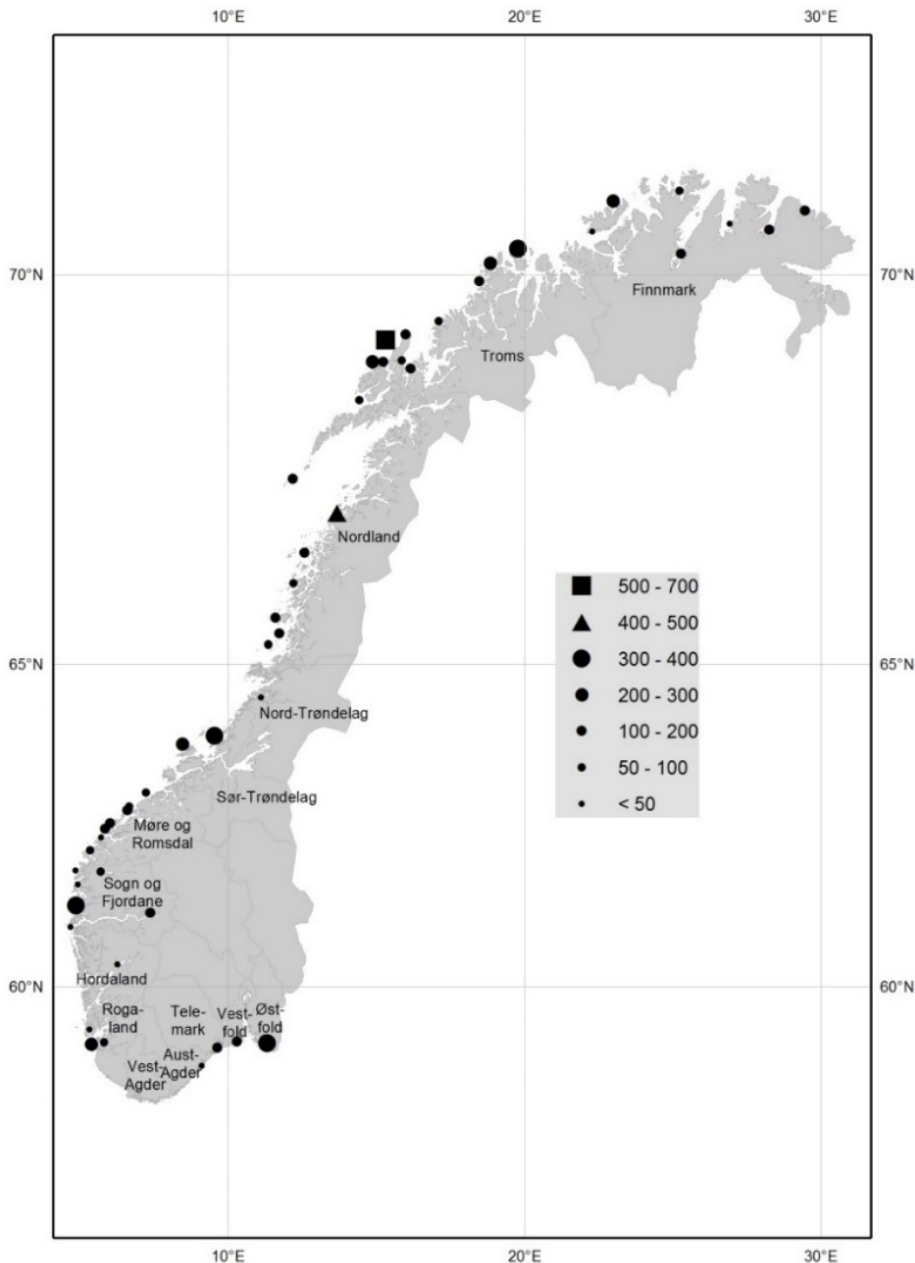 10°E 20°E 30°E
70°N 70°N
Finnmark
Troms
Nordland
500 - 700
400 - 500
300 - 400
200 - 300
100 - 200
50 - 100
< 50
65°N 65°N
Nord-Trøndelag
Sør-Trøndelag
Møre og
Romsdal
Sogn og
Fjordane
Hordaland
60°N 60°N
Roga-
land
Tele-
mark
Vest-
fold
Øst-
fold
Aust-
Agder
Vest-
Agder
10°E 20°E 30°E